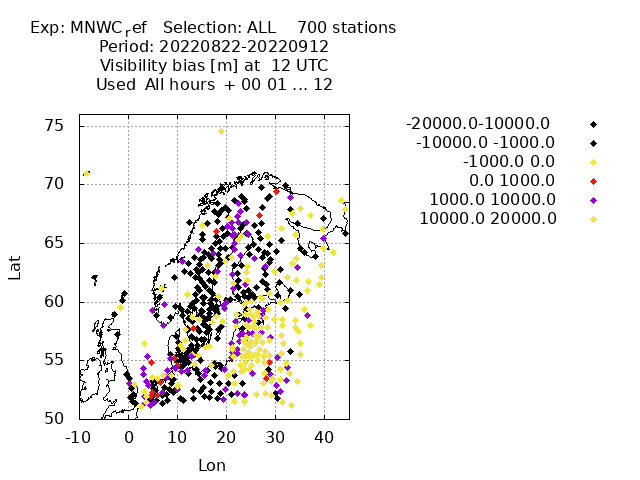 Exp: MNWC_ref   Selection: ALL    700 stations
Period: 20220822-20220912
Visibility bias [m] at  12 UTC
Used  All hours  + 00 01 ... 12
-20000.0-10000.0
-10000.0 -1000.0
-1000.0 0.0
0.0 1000.0
1000.0 10000.0
10000.0 20000.0
75
70
65
60
55
50
Lat
-10 0 10 20 30 40
Lon